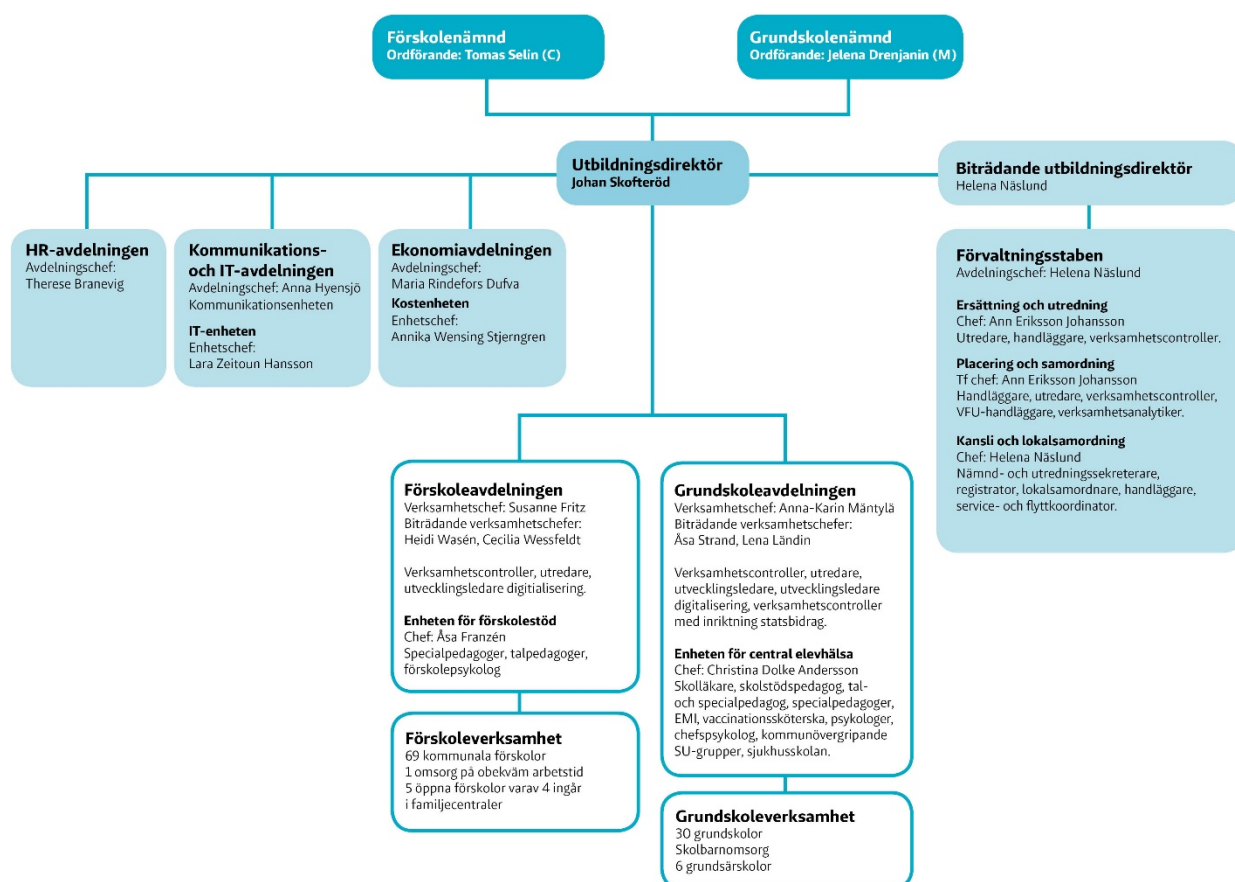 Förskolenämnd
Ordförande: Tomas Selin (C)
Grundskolenämnd
Ordförande: Jelena Drenjanin (M)
Utbildningsdirektör
Johan Skofteröd
Biträdande utbildningsdirektör
Helena Näslund
HR-avdelningen
Avdelningschef:
Therese Branevig
Kommunikations-
och IT-avdelningen
Avdelningschef: Anna Hyensjö
Kommunikationsenheten
IT-enheten
Enhetschef:
Lara Zeitoun Hansson
Ekonomiavdelningen
Avdelningschef:
Maria Rindefors Dufva
Kostenheten
Enhetschef:
Annika Wensing Stjerngren
Förvaltningsstaben
Avdelningschef: Helena Näslund
Ersättning och utredning
Chef: Ann Eriksson Johansson
Utredare, handläggare, verksamhetscontroller.
Placering och samordning
Tf chef: Ann Eriksson Johansson
Handläggare, utredare, verksamhetscontroller,
VFU-handläggare, verksamhetsanalytiker.
Kansli och lokalsamordning
Chef: Helena Näslund
Nämnd- och utredningssekreterare,
registrator, lokalsamordnare, handläggare,
service- och flyttkoordinator.
Förskoleavdelningen
Verksamhetschef: Susanne Fritz
Biträdande verksamhetschefer:
Heidi Wasén, Cecilia Wessfeldt
Verksamhetscontroller, utredare,
utvecklingsledare digitialisering.
Enheten för förskolestöd
Chef: Åsa Franzén
Specialpedagoger, talpedagoger,
förskolepsykolog
Förskoleverksamhet
69 kommunala förskolor
1 omsorg på obekväm arbetstid
5 öppna förskolor varav 4 ingår
i familjecentraler
Grundskoleavdelningen
Verksamhetschef: Anna-Karin Mäntylä
Biträdande verksamhetschefer:
Åsa Strand, Lena Ländin
Verksamhetscontroller, utredare,
utvecklingsledare, utvecklingsledare
digitalisering, verksamhetscontroller
med inriktning statsbidrag.
Enheten för central elevhälsa
Chef: Christina Dolke Andersson
Skolläkare, skolstödspedagog, tal-
och specialpedagog, specialpedagoger,
EMI, vaccinationssköterska, psykologer,
chefspsykolog, kommunövergripande
SU-grupper, sjukhusskolan.
Grundskoleverksamhet
30 grundskolor
Skolbarnomsorg
6 grundsärskolor